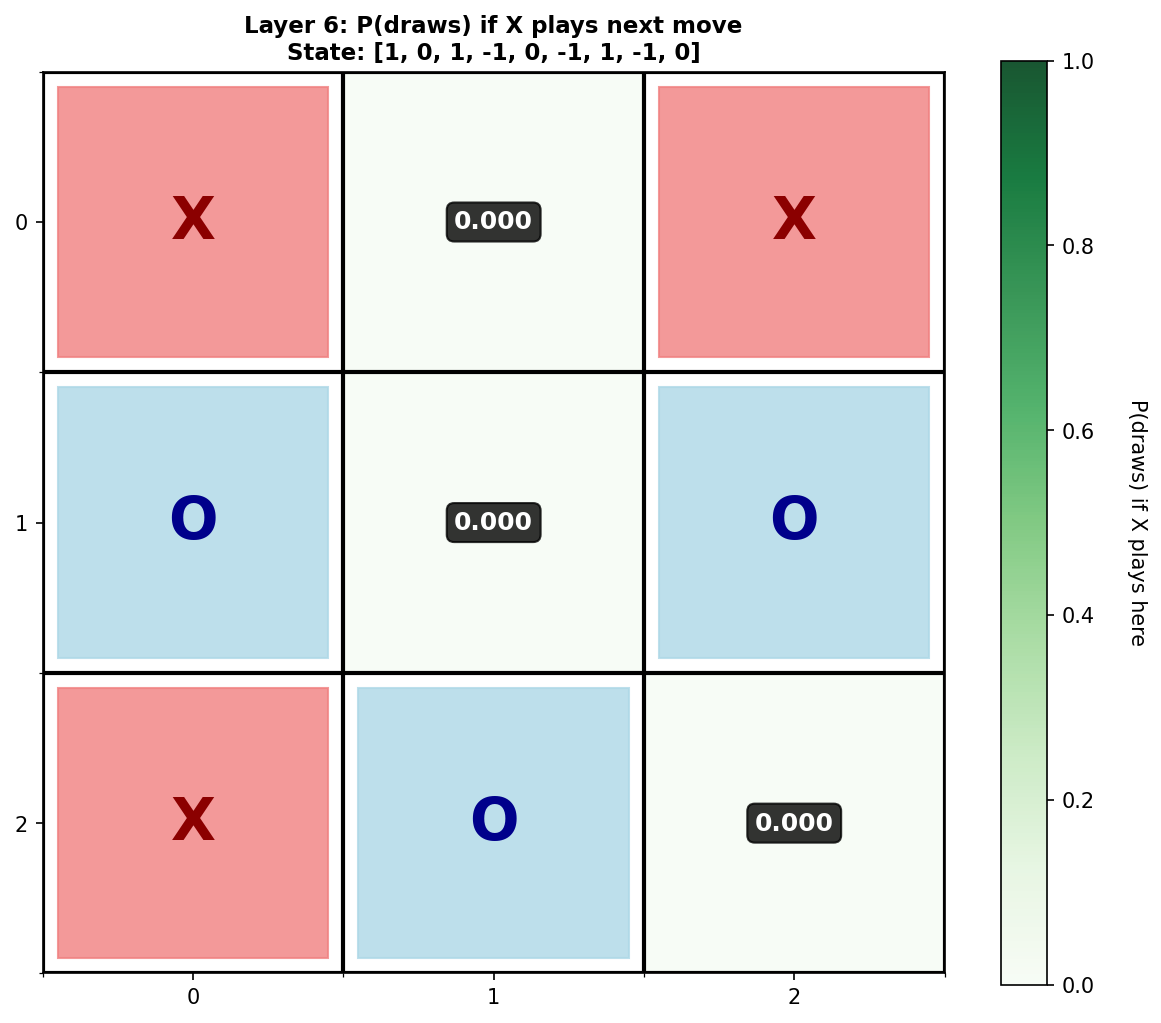 Layer 6: P(draws) if X plays next move
State: [1, 0, 1, -1, 0, -1, 1, -1, 0]
X
0.000
X
O
0.000
O
X
O
0.000
0
1
2
0
1
2
1.0
0.8
0.6
0.4
0.2
0.0
P(draws) if X plays here